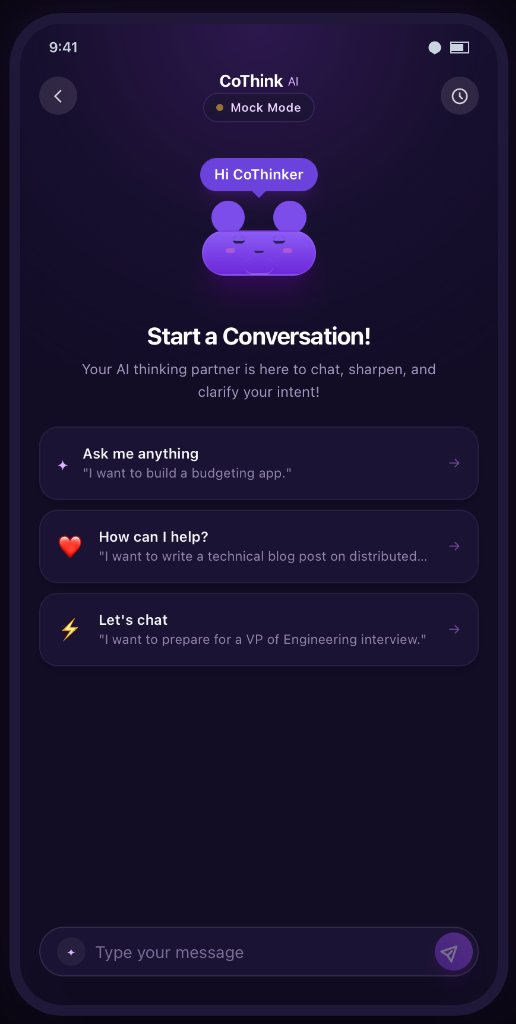 9:41
CoThink AI
Mock Mode
Hi CoThinker
Start a Conversation!
Your AI thinking partner is here to chat, sharpen, and
clarify your intent!
Ask me anything
"I want to build a budgeting app."
How can I help?
"I want to write a technical blog post on distributed...
Let's chat
"I want to prepare for a VP of Engineering interview."
Type your message